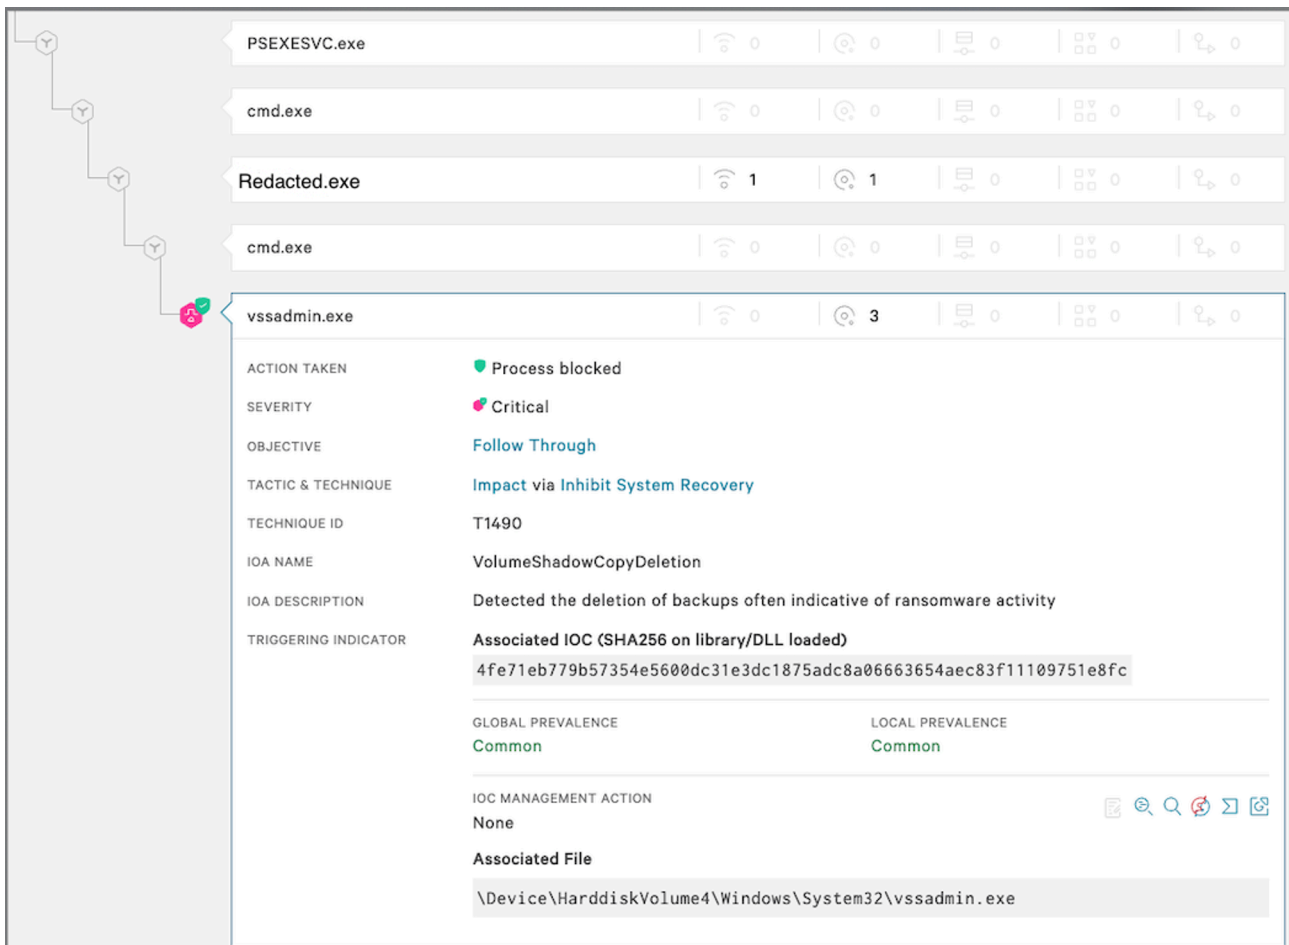 PSEXESVC.exe 0 0 0 0 0
cmd.exe 0 0 0 0 0
Redacted.exe 1 1 0 0 0
cmd.exe 0 0 0 0 0
vssadmin.exe 0 3 0 0 0
ACTION TAKEN Process blocked
SEVERITY Critical
OBJECTIVE Follow Through
TACTIC & TECHNIQUE Impact via Inhibit System Recovery
TECHNIQUE ID T1490
IOA NAME VolumeShadowCopyDeletion
IOA DESCRIPTION Detected the deletion of backups often indicative of ransomware activity
TRIGGERING INDICATOR Associated IOC (SHA256 on library/DLL loaded)
4fe71eb779b57354e5600dc31e3dc1875adc8a06663654aec83f11109751e8fc
GLOBAL PREVALENCE LOCAL PREVALENCE
Common Common
IOC MANAGEMENT ACTION
None
Associated File
\Device\HarddiskVolume4\Windows\System32\vssadmin.exe